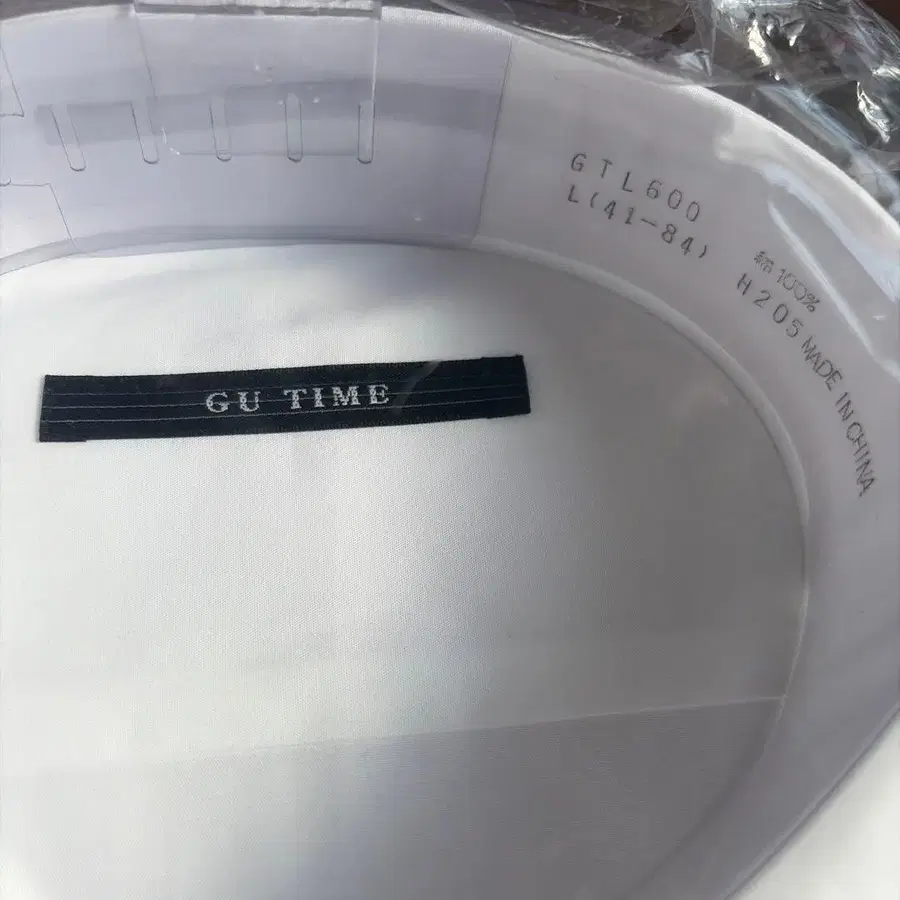 GTL600
L(41-84)
綿100%
H205 MADE IN CHINA
GU TIME